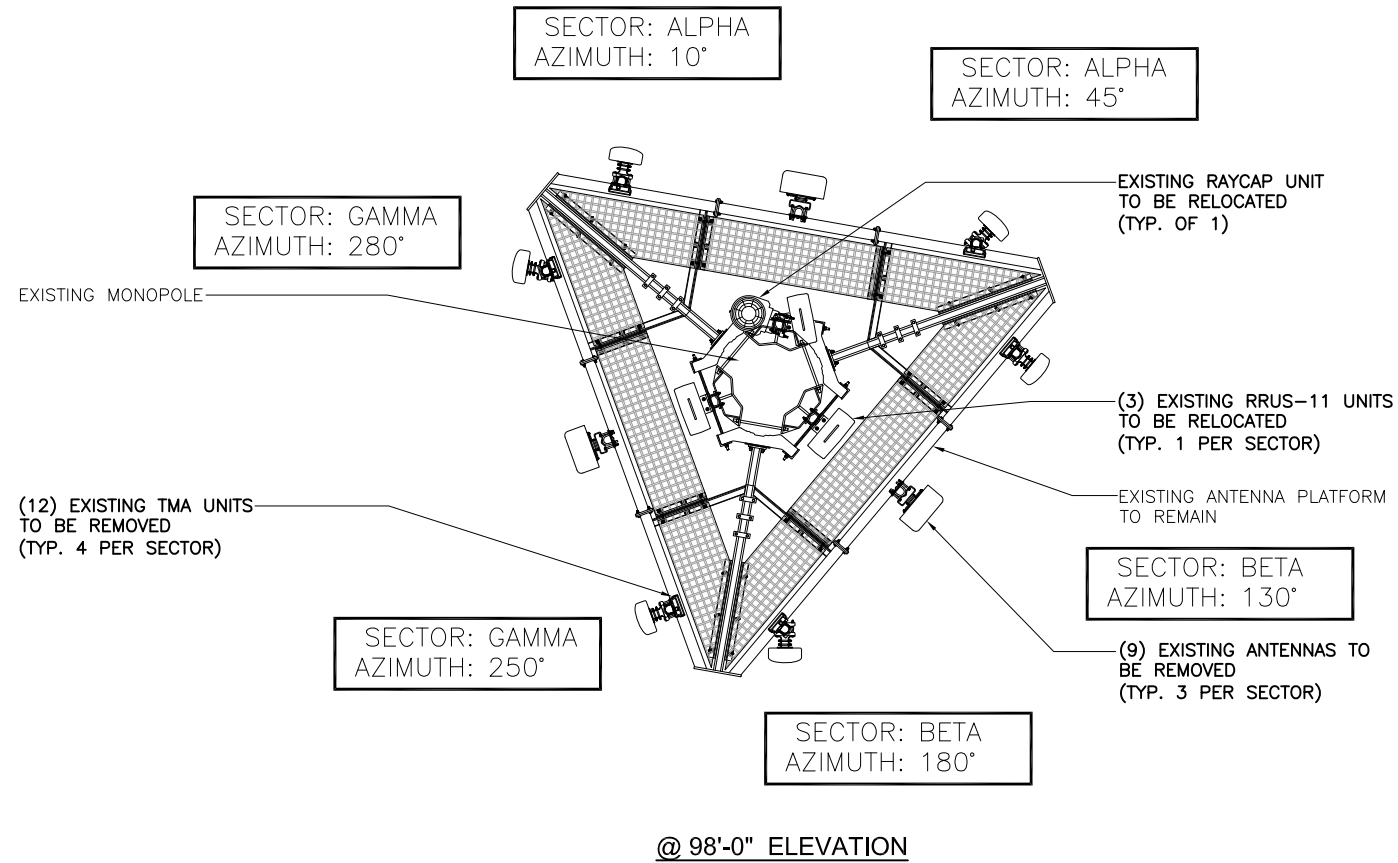 SECTOR: ALPHA
AZIMUTH: 10°
SECTOR: ALPHA
AZIMUTH: 45°
EXISTING RAYCAP UNIT
TO BE RELOCATED
(TYP. OF 1)
SECTOR: GAMMA
AZIMUTH: 280°
EXISTING MONOPOLE
(3) EXISTING RRUS-11 UNITS
TO BE RELOCATED
(TYP. 1 PER SECTOR)
(12) EXISTING TMA UNITS
TO BE REMOVED
(TYP. 4 PER SECTOR)
EXISTING ANTENNA PLATFORM
TO REMAIN
SECTOR: BETA
AZIMUTH: 130°
SECTOR: GAMMA
AZIMUTH: 250°
(9) EXISTING ANTENNAS TO
BE REMOVED
(TYP. 3 PER SECTOR)
SECTOR: BETA
AZIMUTH: 180°
@ 98'-0" ELEVATION